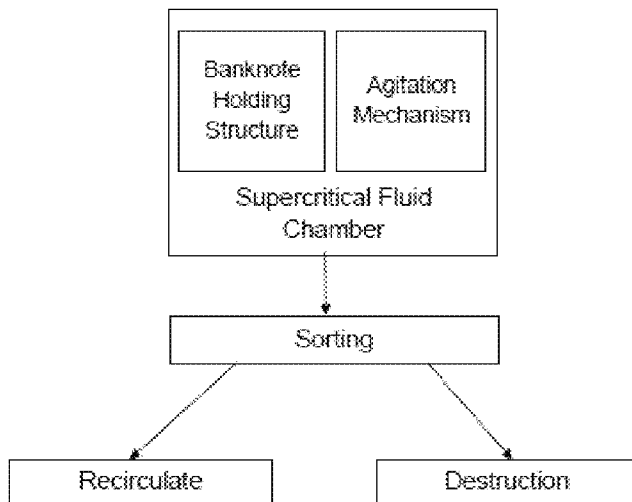 Banknote
Holding
Structure
Agitation
Mechanism
Supercritical Fluid
Chamber
Sorting
Recirculate
Destruction